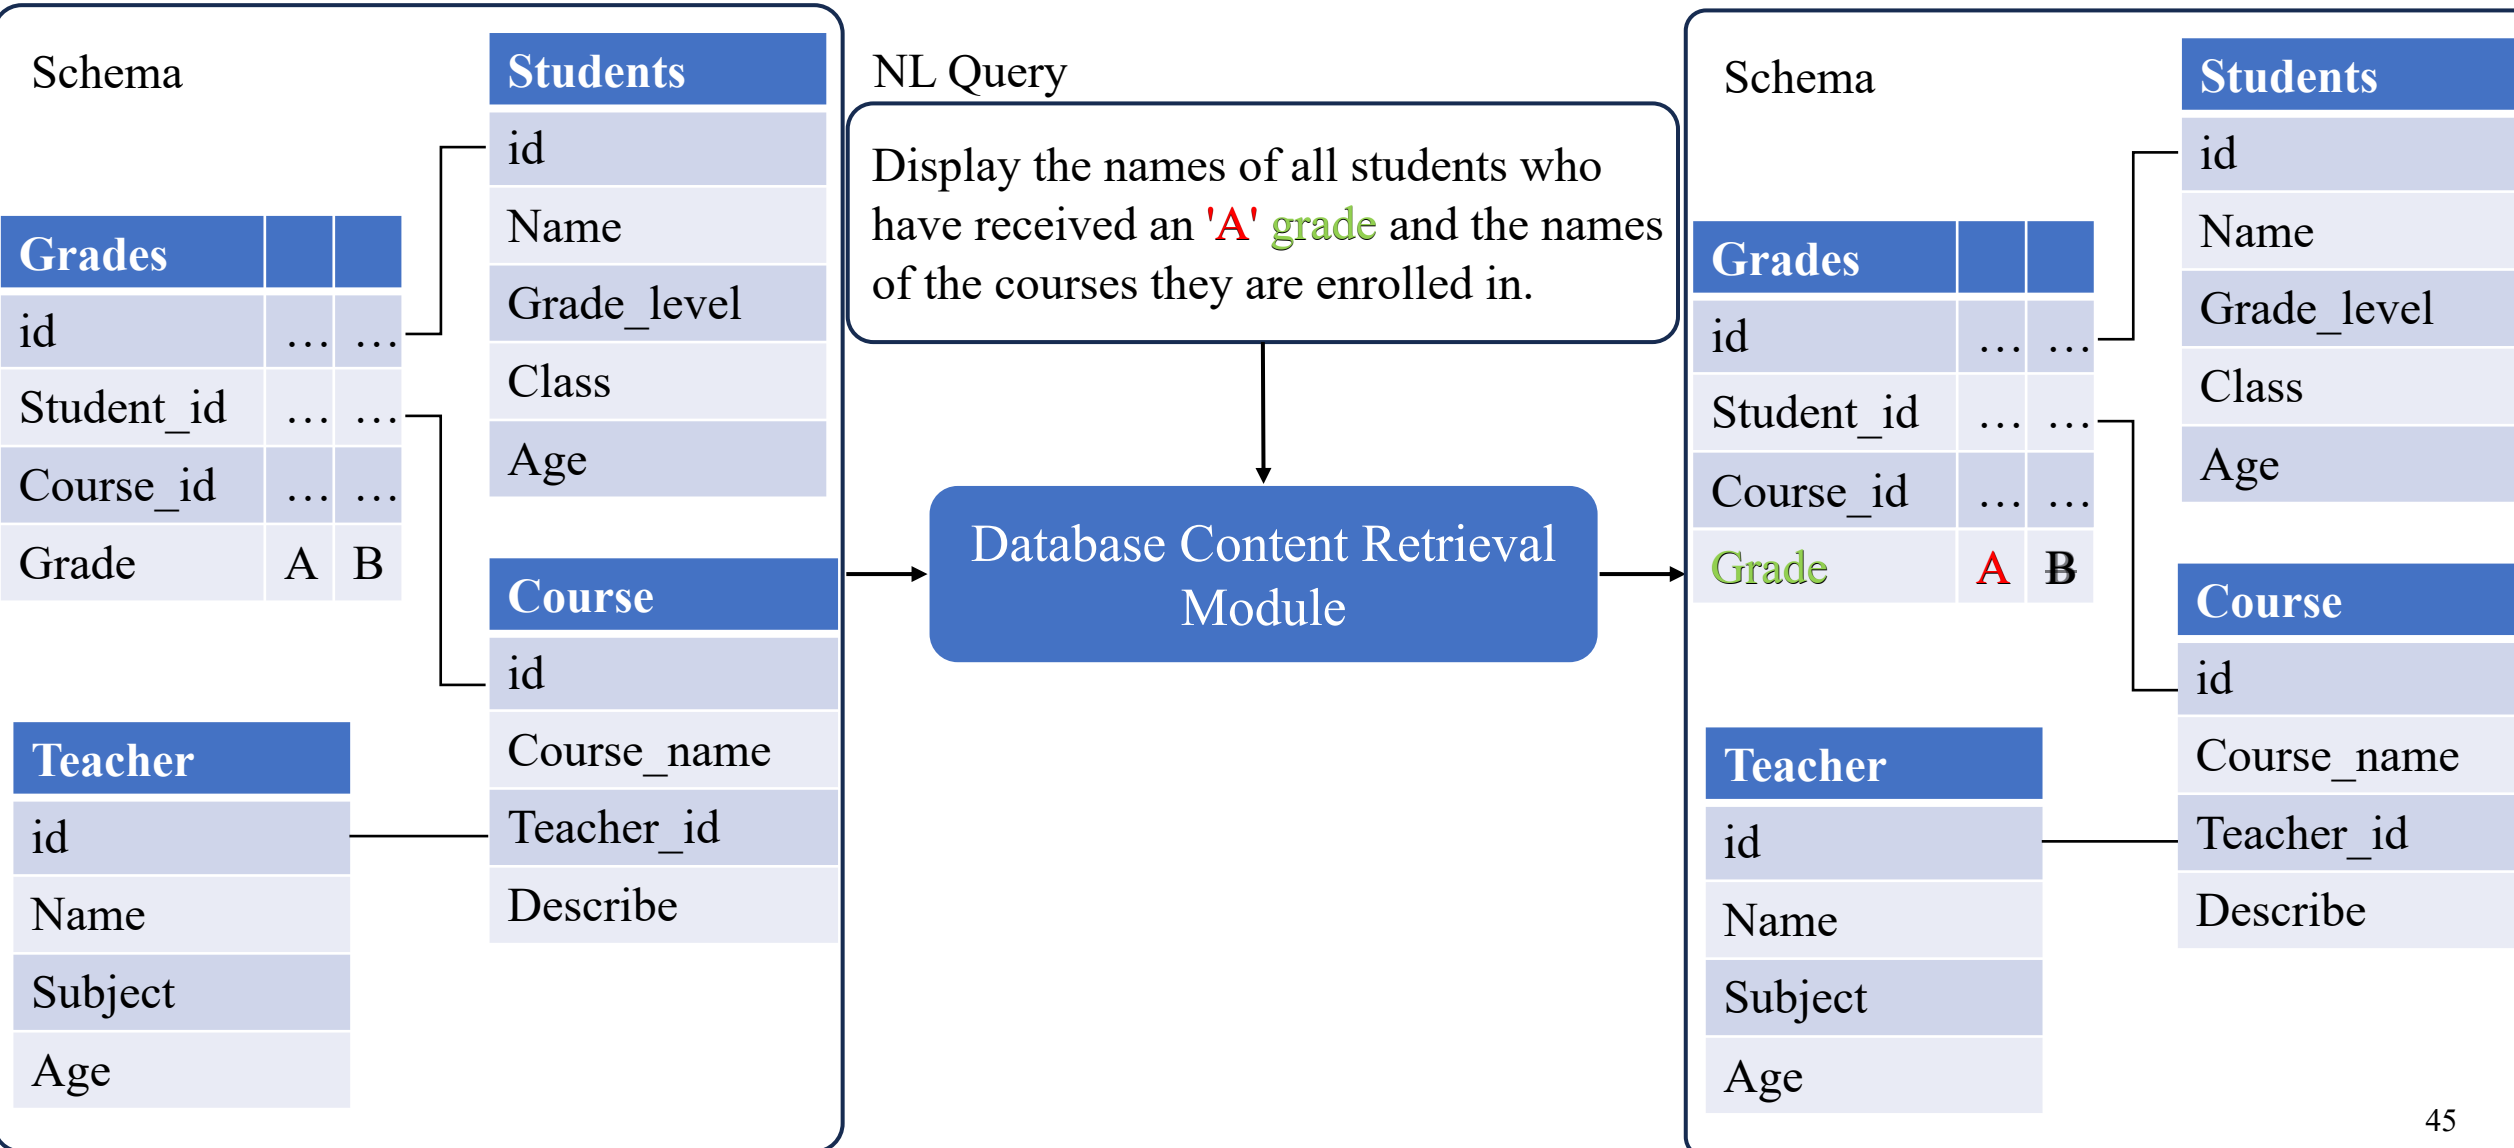 Schema
Students
id
Name
Grade_level
Class
Age
Grades
id … …
Student_id … …
Course_id … …
Grade A B
Course
id
Course_name
Teacher_id
Describe
Teacher
id
Name
Subject
Age
NL Query
Display the names of all students who
have received an 'A' grade and the names
of the courses they are enrolled in.
Database Content Retrieval
Module
Schema
Students
id
Name
Grade_level
Class
Age
Grades
id … …
Student_id … …
Course_id … …
Grade A B
Course
id
Course_name
Teacher_id
Describe
Teacher
id
Name
Subject
Age
45